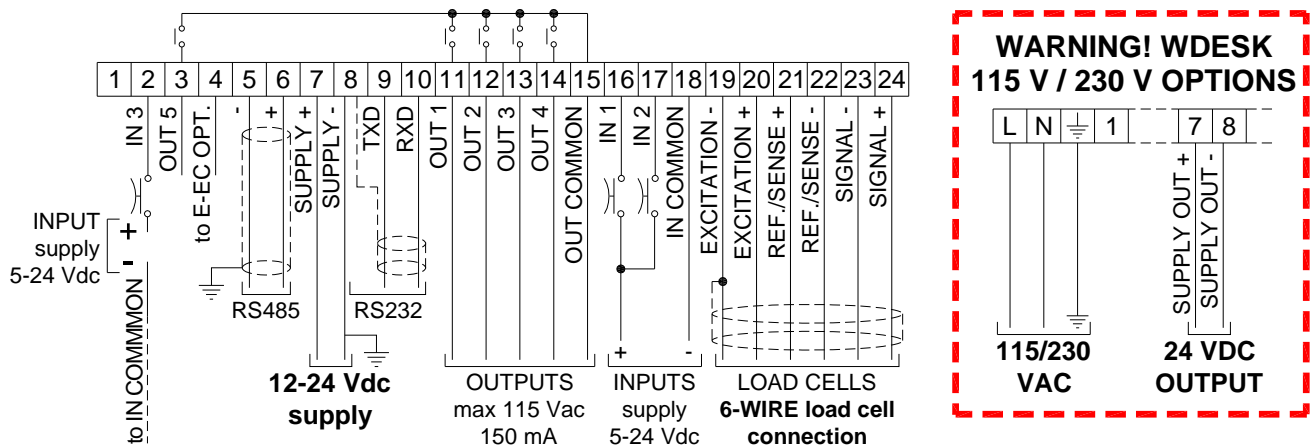 1 2 3 4 5 6 7 8 9 10 11 12 13 14 15 16 17 18 19 20 21 22 23 24
IN 3
OUT 5
to E-EC OPT.
-
+
SUPPLY +
SUPPLY -
TXD
RXD
OUT 1
OUT 2
OUT 3
OUT 4
OUT COMMON
IN 1
IN 2
IN COMMON
EXCITATION -
EXCITATION +
REF./SENSE +
REF./SENSE -
SIGNAL -
SIGNAL +
INPUT
supply
5-24 Vdc
+
-
to IN COMMMON
RS485
RS232
12-24 Vdc
supply
OUTPUTS
max 115 Vac
150 mA
+ -
INPUTS
supply
5-24 Vdc
LOAD CELLS
6-WIRE load cell
connection
WARNING! WDESK
115 V / 230 V OPTIONS
L N 1 7 8
SUPPLY OUT +
SUPPLY OUT -
115/230
VAC
24 VDC
OUTPUT